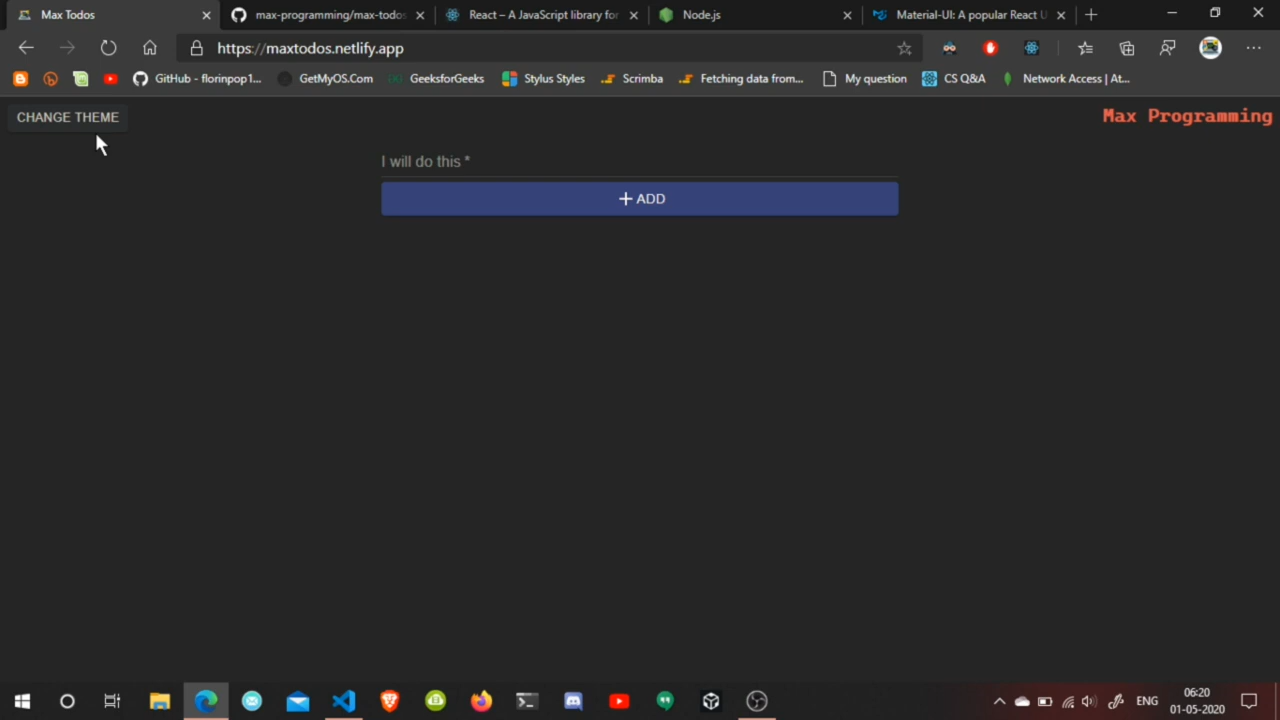 Max Todos
max-programming/max-todos
React – A JavaScript library for
Node.js
Material-UI: A popular React U
https://maxtodos.netlify.app
GitHub - florinpop1...
GetMyOS.Com
GeeksforGeeks
Stylus Styles
Scrimba
Fetching data from...
My question
CS Q&A
Network Access | At...
CHANGE THEME
Max Programming
I will do this *
+ ADD
ENG
06:20
01-05-2020